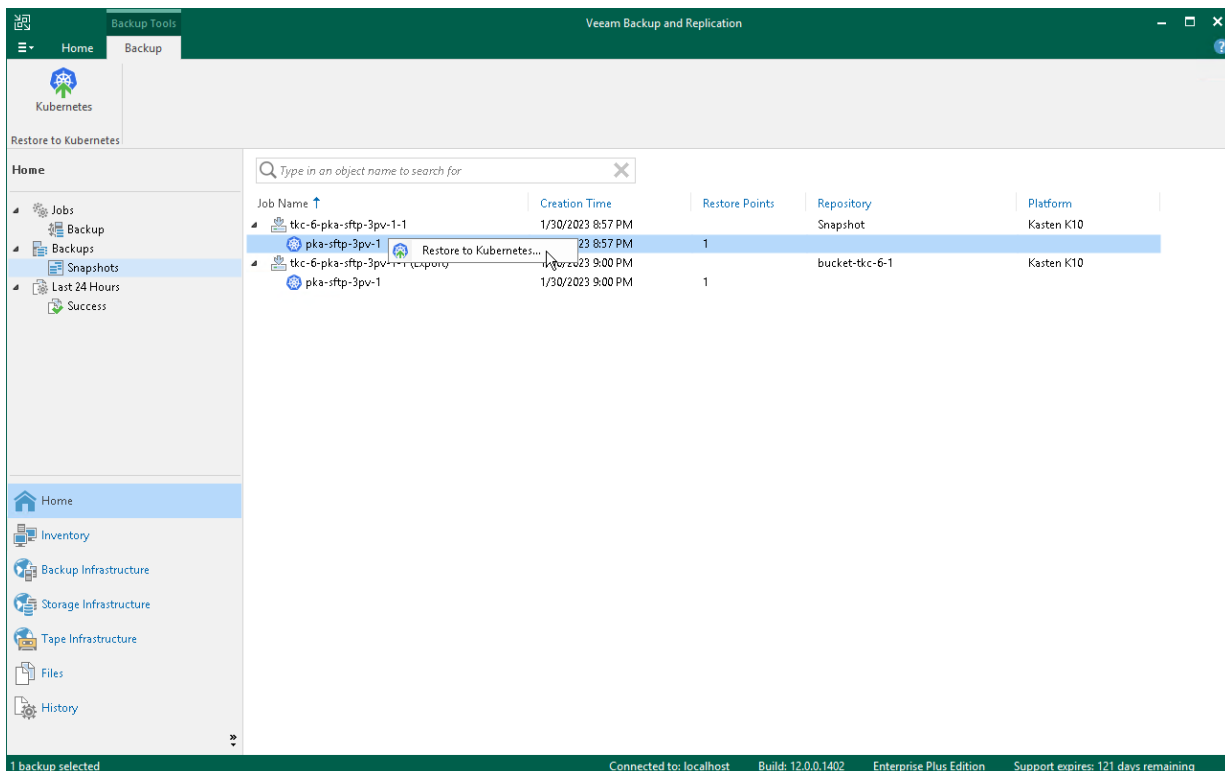 Backup Tools
Veeam Backup and Replication
Home Backup
Kubernetes
Restore to Kubernetes
Home
Jobs
Backup
Backups
Snapshots
Last 24 Hours
Success
Type in an object name to search for
Job Name Creation Time Restore Points Repository Platform
tkc-6-pka-sftp-3pv-1-1 1/30/2023 8:57 PM Snapshot Kasten K10
pka-sftp-3pv-1 23 8:57 PM 1
Restore to Kubernetes...
tkc-6-pka-sftp-3pv-1-1 (Export) 1/30/2023 9:00 PM bucket-tkc-6-1 Kasten K10
pka-sftp-3pv-1 1/30/2023 9:00 PM 1
Home
Inventory
Backup Infrastructure
Storage Infrastructure
Tape Infrastructure
Files
History
1 backup selected Connected to: localhost Build: 12.0.0.1402 Enterprise Plus Edition Support expires: 121 days remaining